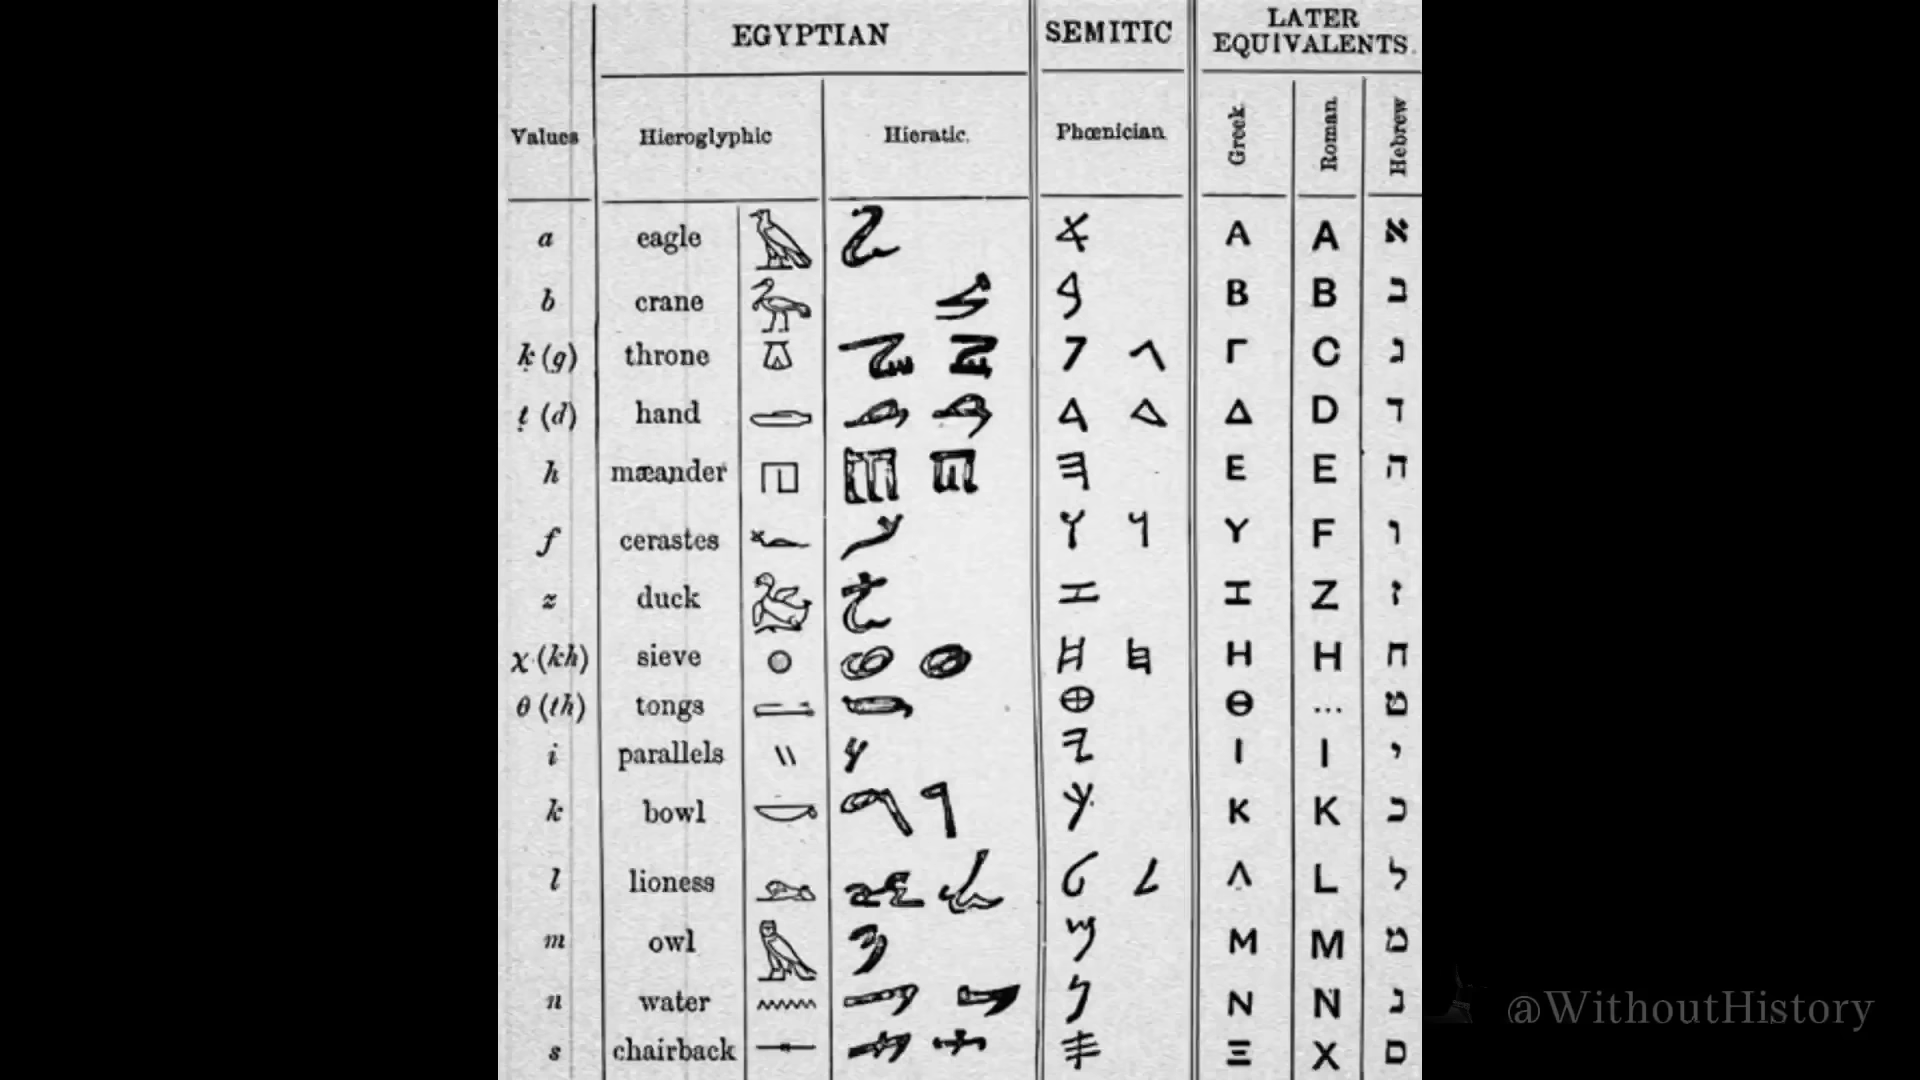 EGYPTIAN SEMITIC LATER EQUIVALENTS.
Values Hieroglyphic Hieratic. Phœnician Greek. Roman. Hebrew
a eagle 𐤀 Α A א
b crane 𐤁 Β B ב
ḳ (g) throne 𐤂 𐤂 Γ C נ
ṭ (d) hand 𐤃 𐤃 Δ D ד
h mæander 𐤄 Ε E ה
f cerastes 𐤅 𐤅 Υ F ו
z duck 𐤆 Ζ Z ז
χ (kh) sieve 𐤇 𐤇 Η H ח
θ (th) tongs 𐤈 Θ ... ט
i parallels 𐤉 Ι I י
k bowl 𐤊 Κ K כ
l lioness 𐤋 𐤋 Λ L ל
m owl 𐤌 Μ M מ
n water 𐤍 Ν N נ
s chairback 𐤎 Ξ X ם
@WithoutHistory